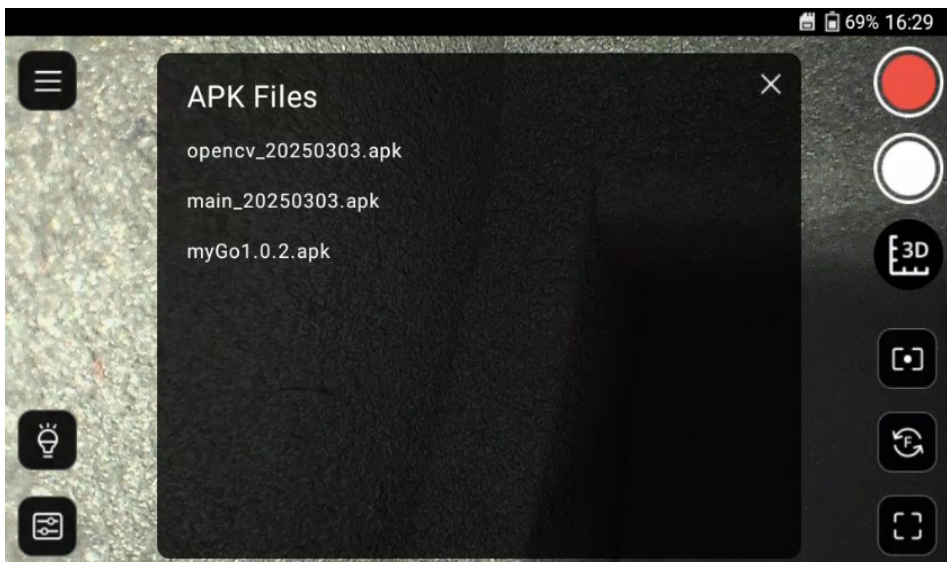 69% 16:29
APK Files
opencv_20250303.apk
main_20250303.apk
myGo1.0.2.apk
3D
F